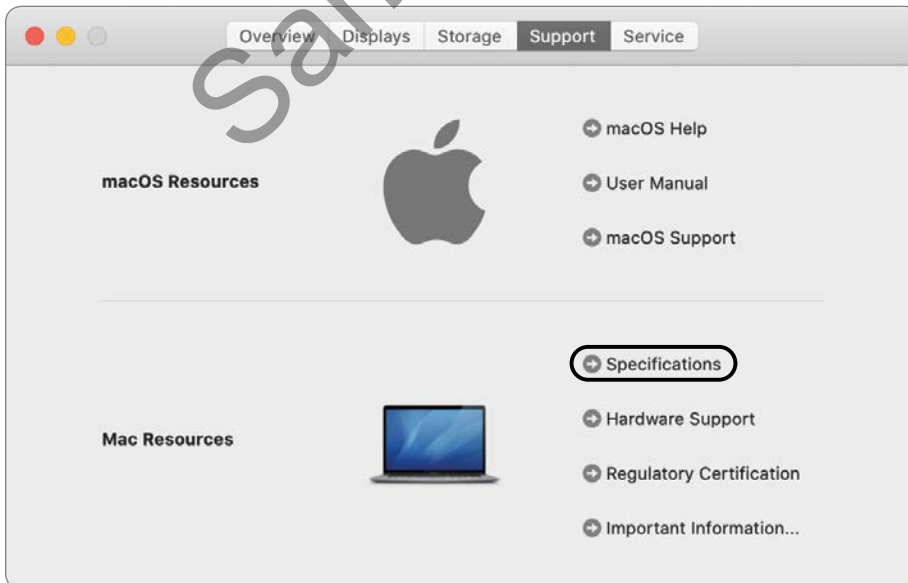 Overview Displays Storage Support Service
macOS Resources
macOS Help
User Manual
macOS Support
Mac Resources
Specifications
Hardware Support
Regulatory Certification
Important Information...